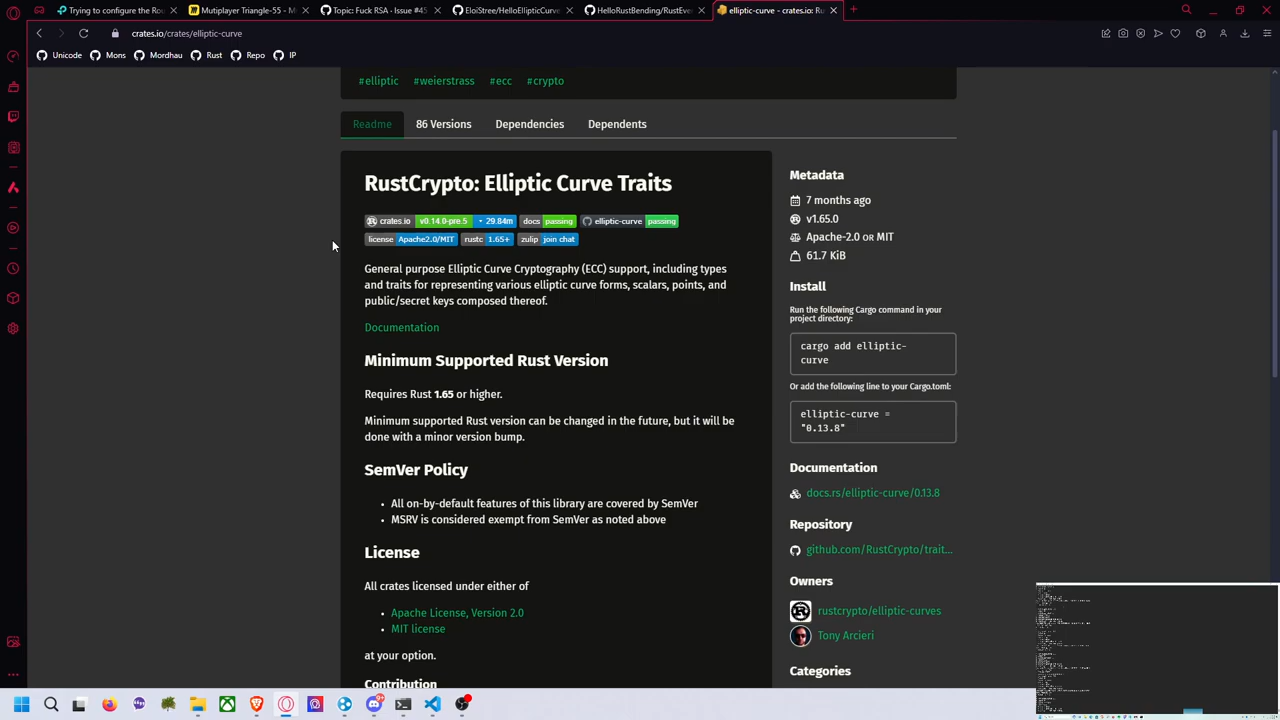 Trying to configure the Rou
Mutiplayer Triangle-55 - M
Topic: Fuck RSA · Issue #45
EloiStree/HelloEllipticCurve
HelloRustBending/RustEve
elliptic-curve - crates.io: Ru
crates.io/crates/elliptic-curve
Unicode
Mons
Mordhau
Rust
Repo
IP
#elliptic #weierstrass #ecc #crypto
Readme
86 Versions
Dependencies
Dependents
RustCrypto: Elliptic Curve Traits
crates.io v0.14.0-pre.5 29.84m docs passing elliptic-curve passing
license Apache2.0/MIT rustc 1.65+ zulip join chat
General purpose Elliptic Curve Cryptography (ECC) support, including types
and traits for representing various elliptic curve forms, scalars, points, and
public/secret keys composed thereof.
Documentation
Minimum Supported Rust Version
Requires Rust 1.65 or higher.
Minimum supported Rust version can be changed in the future, but it will be
done with a minor version bump.
SemVer Policy
• All on-by-default features of this library are covered by SemVer
• MSRV is considered exempt from SemVer as noted above
License
All crates licensed under either of
• Apache License, Version 2.0
• MIT license
at your option.
Contribution
Metadata
7 months ago
v1.65.0
Apache-2.0 OR MIT
61.7 KiB
Install
Run the following Cargo command in your
project directory:
cargo add elliptic-
curve
Or add the following line to your Cargo.toml:
elliptic-curve =
"0.13.8"
Documentation
docs.rs/elliptic-curve/0.13.8
Repository
github.com/RustCrypto/trait...
Owners
rustcrypto/elliptic-curves
Tony Arcieri
Categories